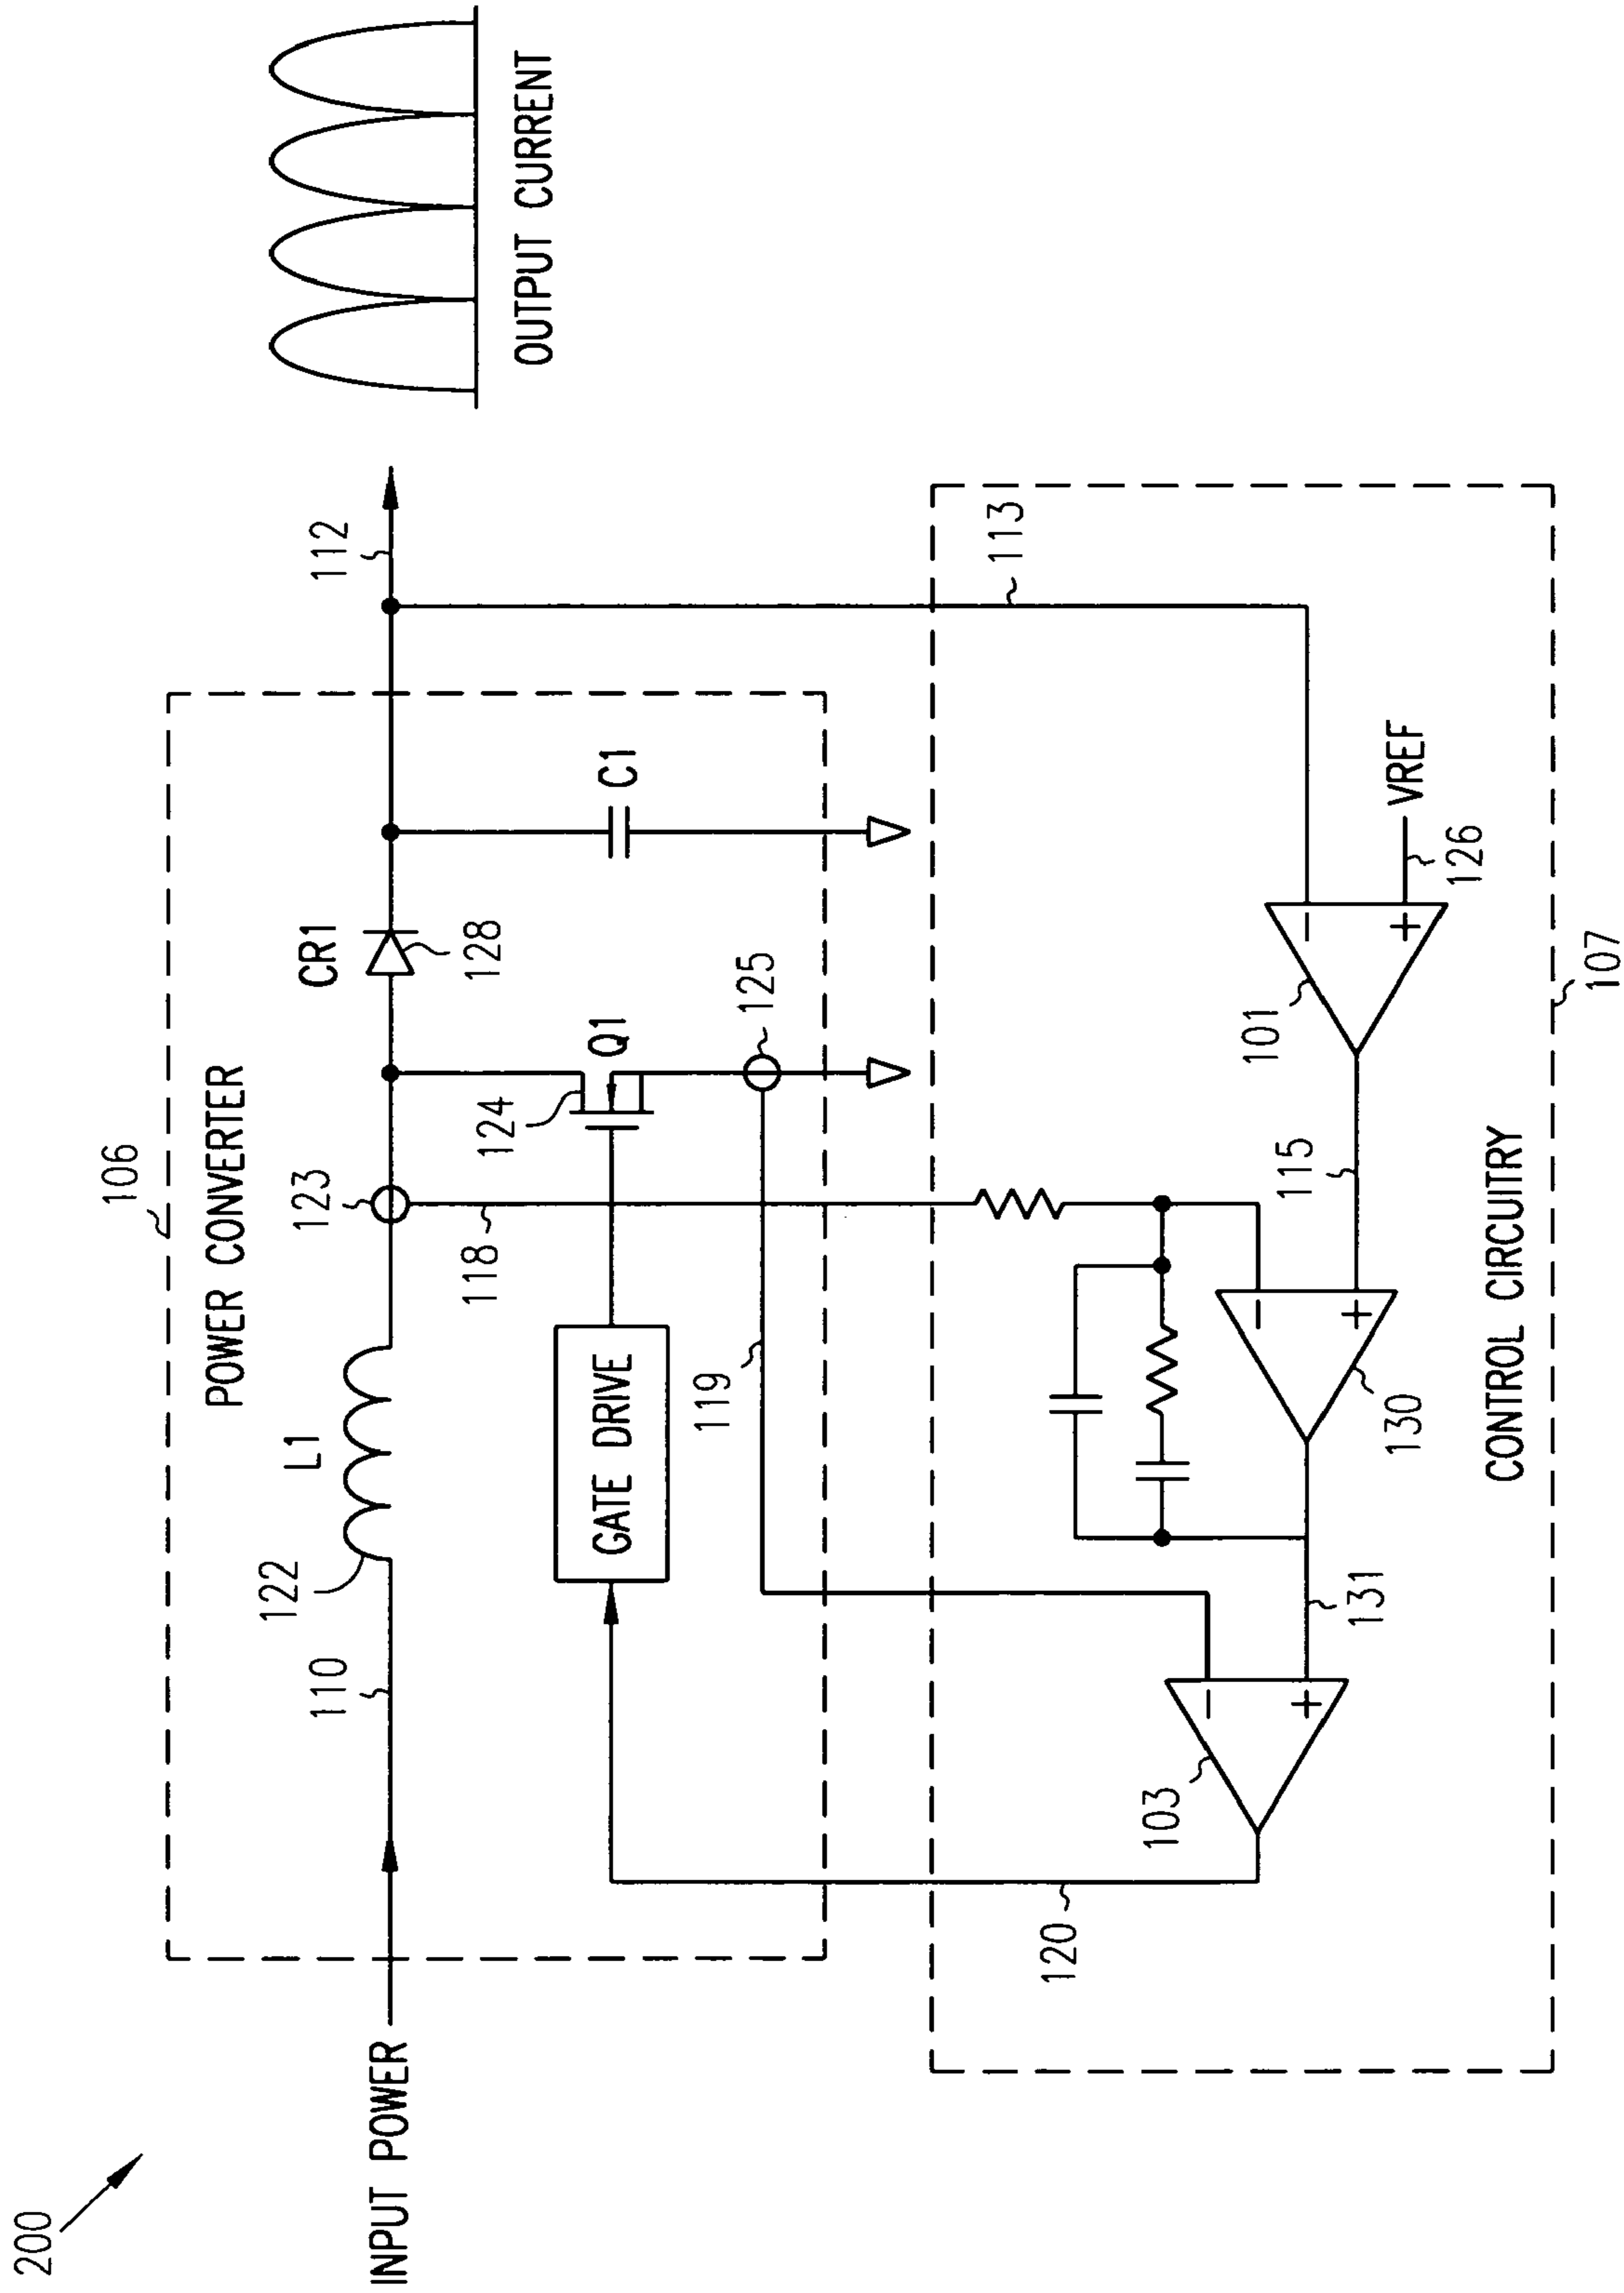 200
106
POWER CONVERTER
INPUT POWER
110
122
L1
123
CR1
128
112
OUTPUT CURRENT
GATE DRIVE
118
124
Q1
C1
119
125
113
120
103
131
130
115
101
126
VREF
CONTROL CIRCUITRY
107